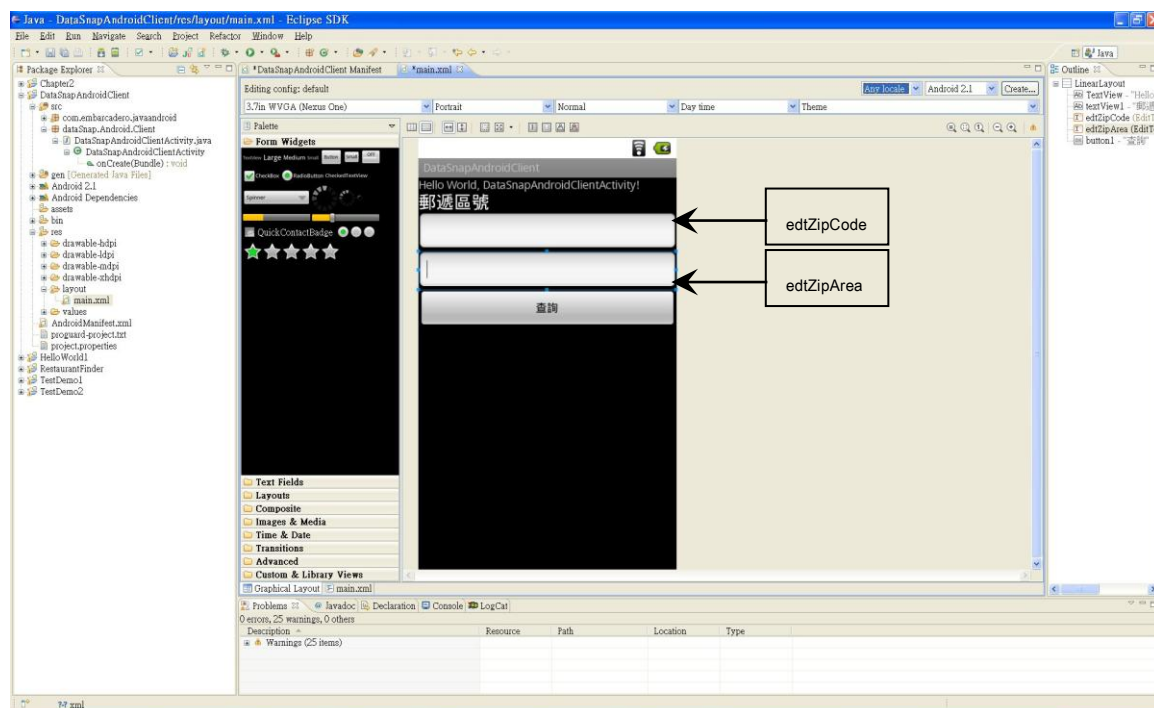 Java - DataSnapAndroidClient/res/layout/main.xml - Eclipse SDK
File Edit Run Navigate Search Project Refactor Window Help
Java
Package Explorer
*DataSnapAndroidClient Manifest
*main.xml
Outline
Chapter2
DataSnapAndroidClient
src
com.embarcadero.javaandroid
dataSnap.Android.Client
DataSnapAndroidClientActivity.java
DataSnapAndroidClientActivity
onCreate(Bundle) : void
gen [Generated Java Files]
Android 2.1
Android Dependencies
assets
bin
res
drawable-hdpi
drawable-ldpi
drawable-mdpi
drawable-xhdpi
layout
main.xml
values
AndroidManifest.xml
proguard-project.txt
project.properties
HelloWorld1
RestaurantFinder
TestDemo1
TestDemo2
Editing config: default
Any locale
Android 2.1
Create...
3.7in WVGA (Nexus One)
Portrait
Normal
Day time
Theme
Palette
Form Widgets
TextView Large Medium Small Button Small OFF
CheckBox RadioButton CheckedTextView
Spinner
QuickContactBadge
Text Fields
Layouts
Composite
Images & Media
Time & Date
Transitions
Advanced
Custom & Library Views
Graphical Layout
main.xml
DataSnapAndroidClient
Hello World, DataSnapAndroidClientActivity!
郵遞區號
查詢
edtZipCode
edtZipArea
LinearLayout
TextView - "Hello
textView1 - "郵遞
edtZipCode (EditT
edtZipArea (EditT
button1 - "查詢"
Problems
Javadoc
Declaration
Console
LogCat
0 errors, 25 warnings, 0 others
Description Resource Path Location Type
Warnings (25 items)
xml